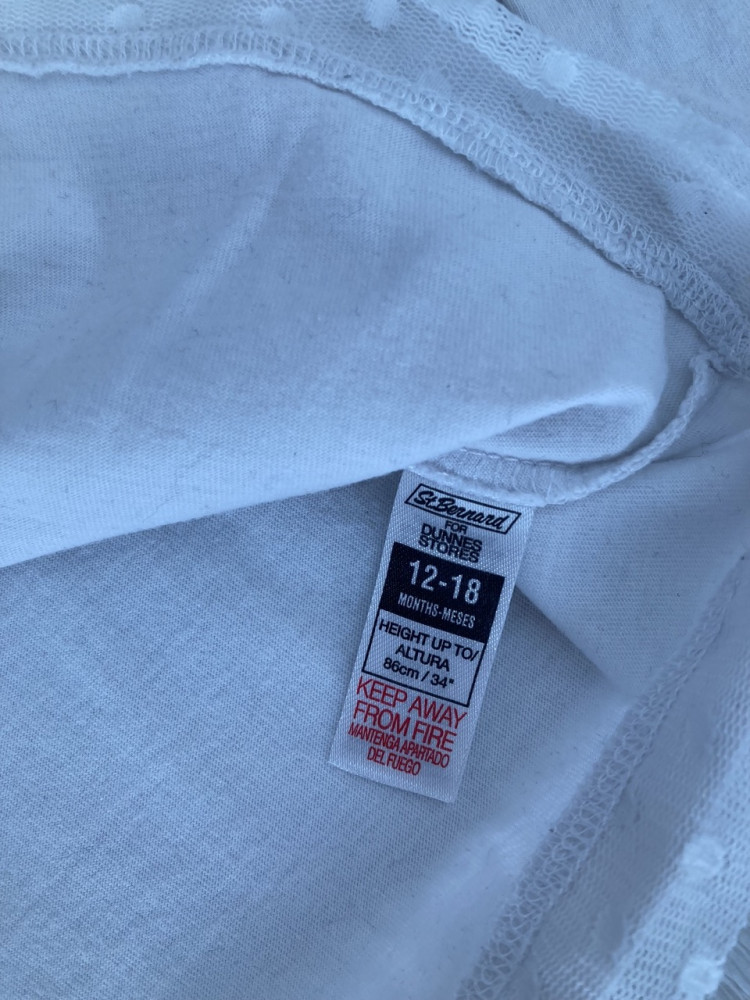 St.Bernard
FOR
DUNNES
STORES
12-18
MONTHS-MESES
HEIGHT UP TO/
ALTURA
86cm / 34"
KEEP AWAY
FROM FIRE
MANTENGA APARTADO
DEL FUEGO